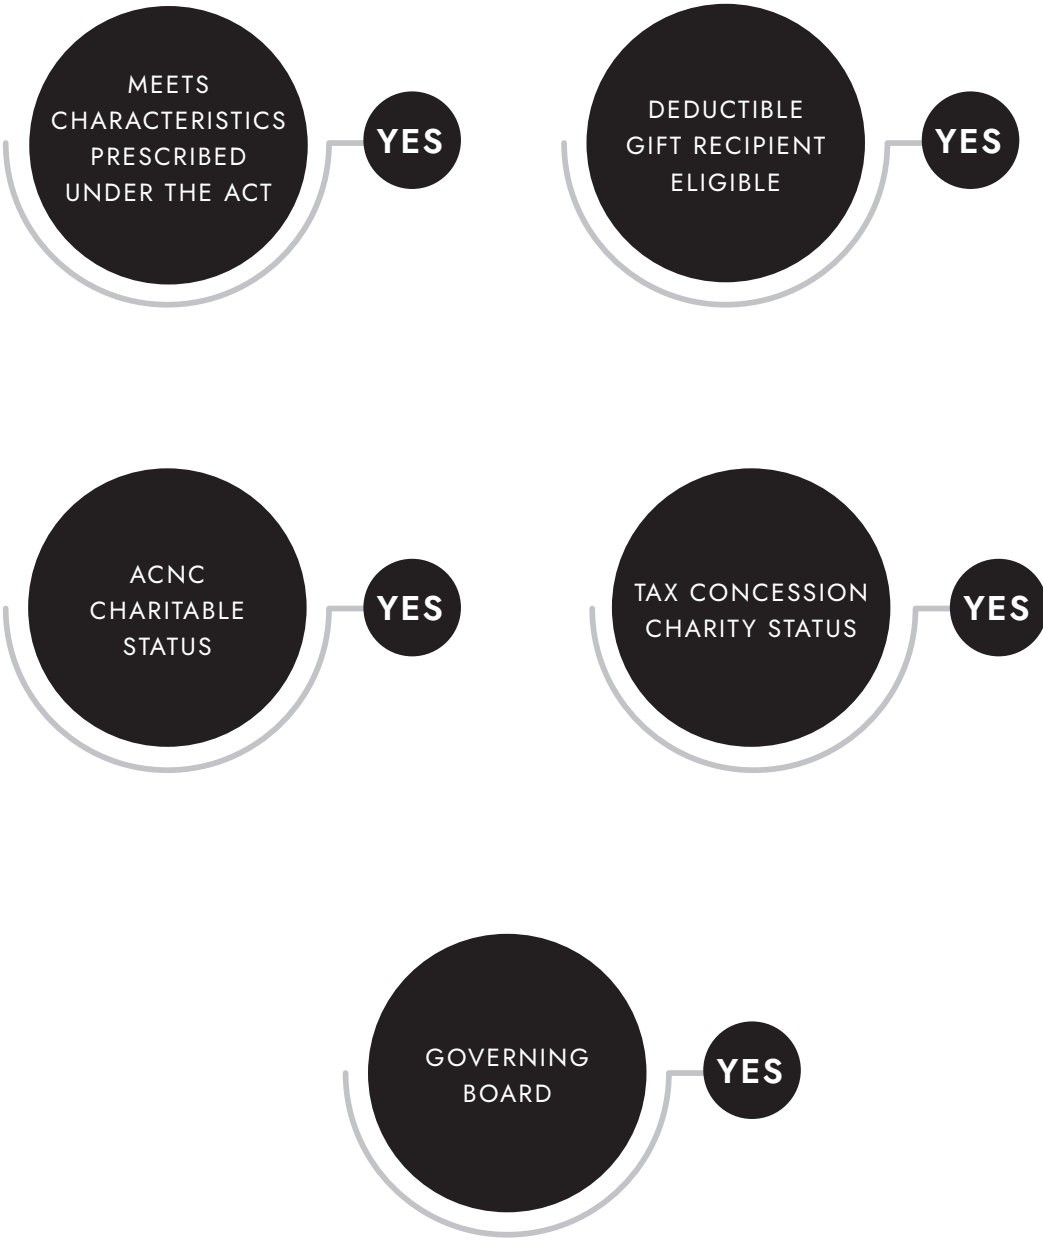 MEETS
CHARACTERISTICS
PRESCRIBED
UNDER THE ACT
YES
DEDUCTIBLE
GIFT RECIPIENT
ELIGIBLE
YES
ACNC
CHARITABLE
STATUS
YES
TAX CONCESSION
CHARITY STATUS
YES
GOVERNING
BOARD
YES